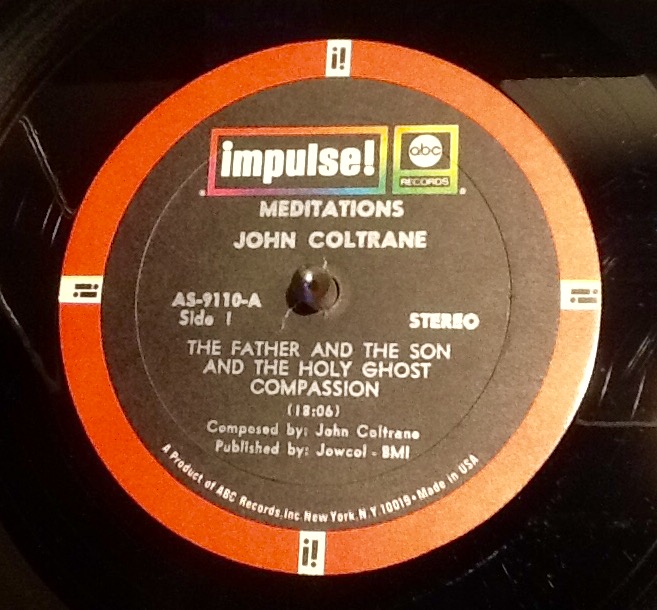 i!
impulse!
abc
RECORDS
MEDITATIONS
JOHN COLTRANE
AS-9110-A
Side 1
STEREO
i!
i!
THE FATHER AND THE SON
AND THE HOLY GHOST
COMPASSION
(18:06)
Composed by: John Coltrane
Published by: Jowcol - BMI
A Product of ABC Records, Inc. New York, N.Y. 10019 • Made in USA
i!